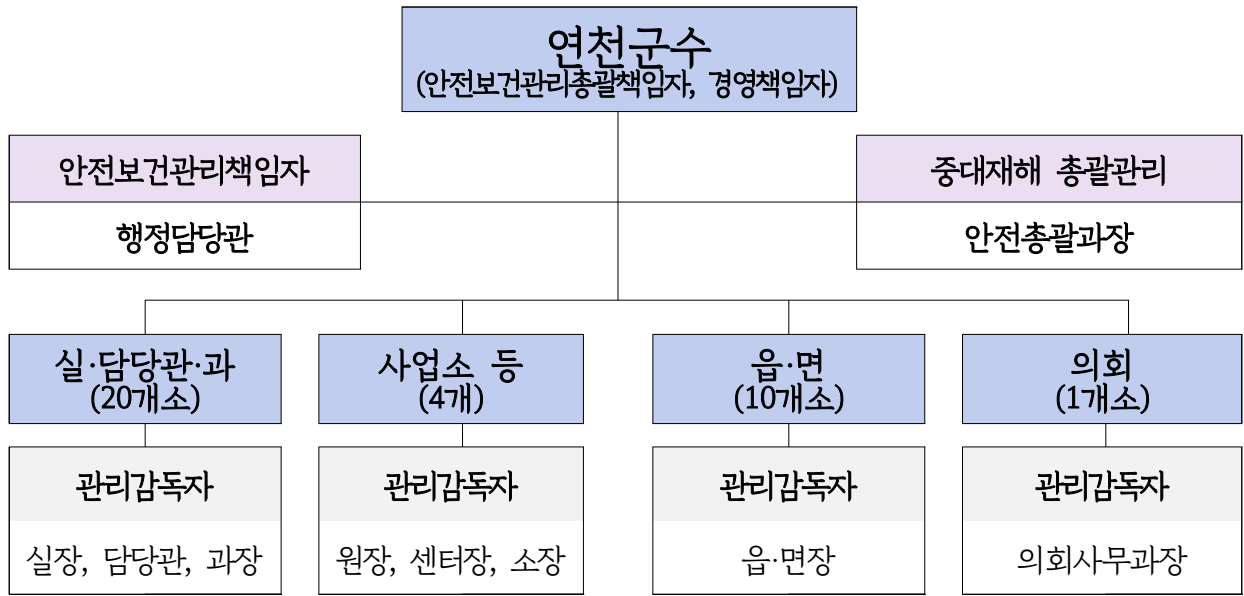 연천군수
(안전보건관리총괄책임자, 경영책임자)
안전보건관리책임자
행정담당관
중대재해 총괄관리
안전총괄과장
실·담당관·과
(20개소)
사업소 등
(4개)
읍·면
(10개소)
의회
(1개소)
관리감독자
실장, 담당관, 과장
관리감독자
원장, 센터장, 소장
관리감독자
읍·면장
관리감독자
의회사무과장